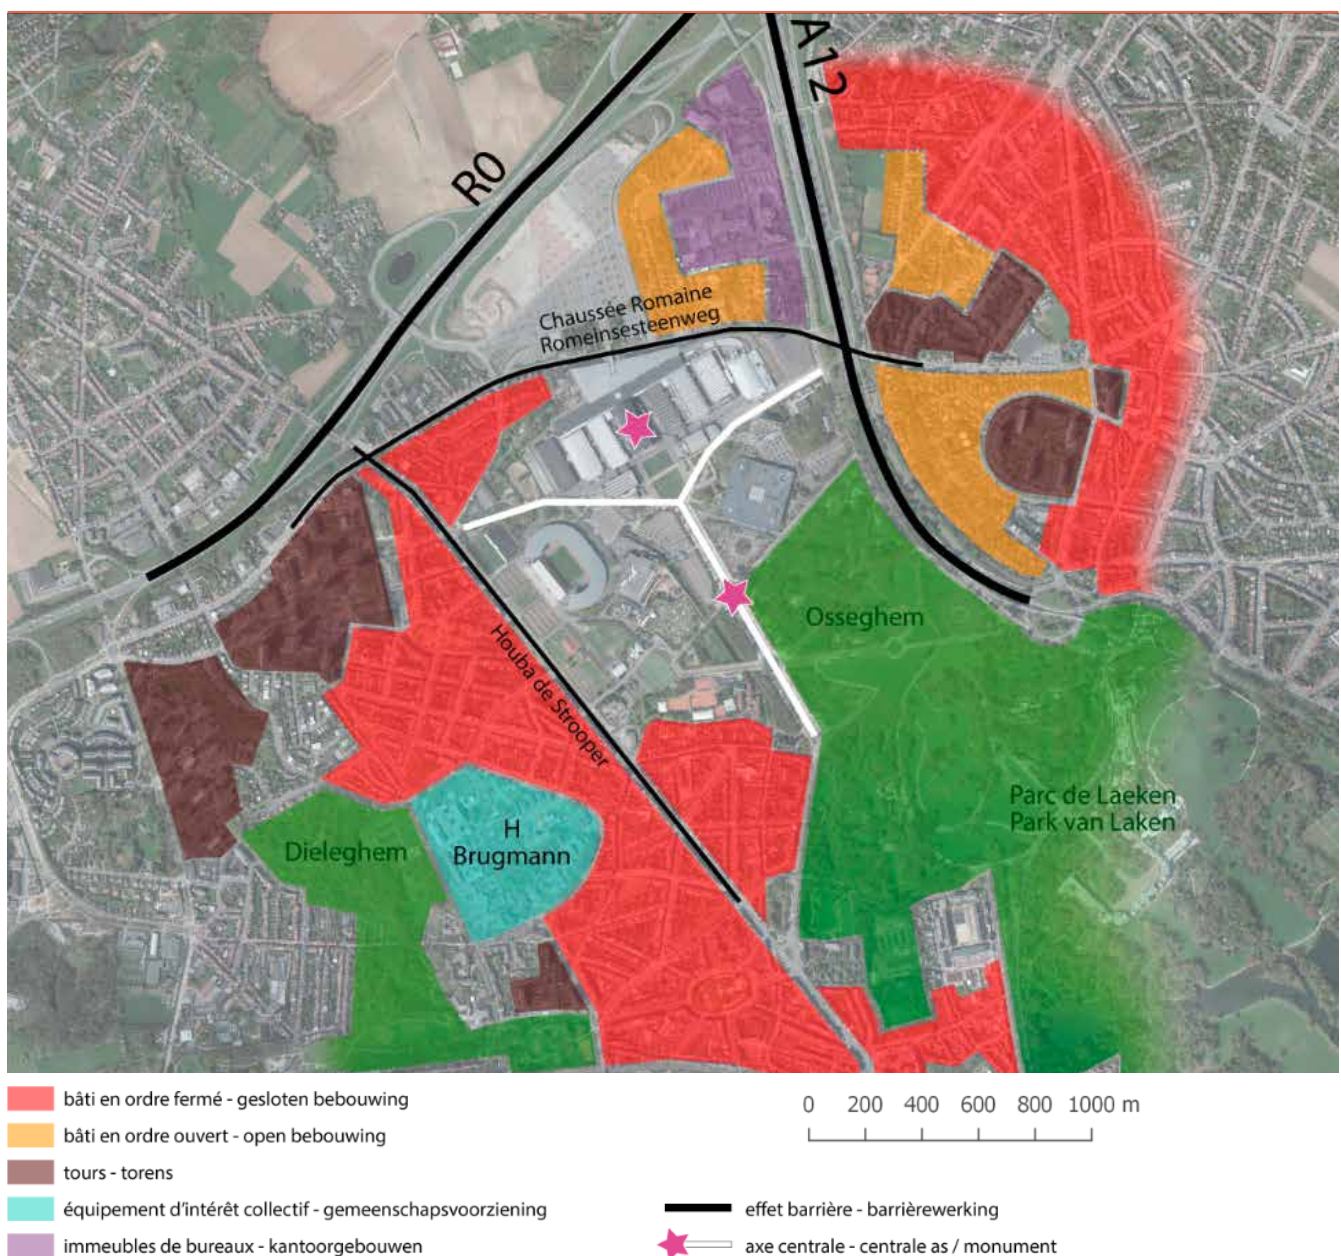 A12
R0
Chaussée Romaine
Romeinsesteenweg
Osseghem
Houba de Strooper
Parc de Laeken
Park van Laken
H
Brugmann
Dieleghem
bâti en ordre fermé - gesloten bebouwing
bâti en ordre ouvert - open bebouwing
tours - torens
équipement d'intérêt collectif - gemeenschapsvoorziening
immeubles de bureaux - kantoorgebouwen
0 200 400 600 800 1000 m
effet barrière - barrièrewerking
axe centrale - centrale as / monument